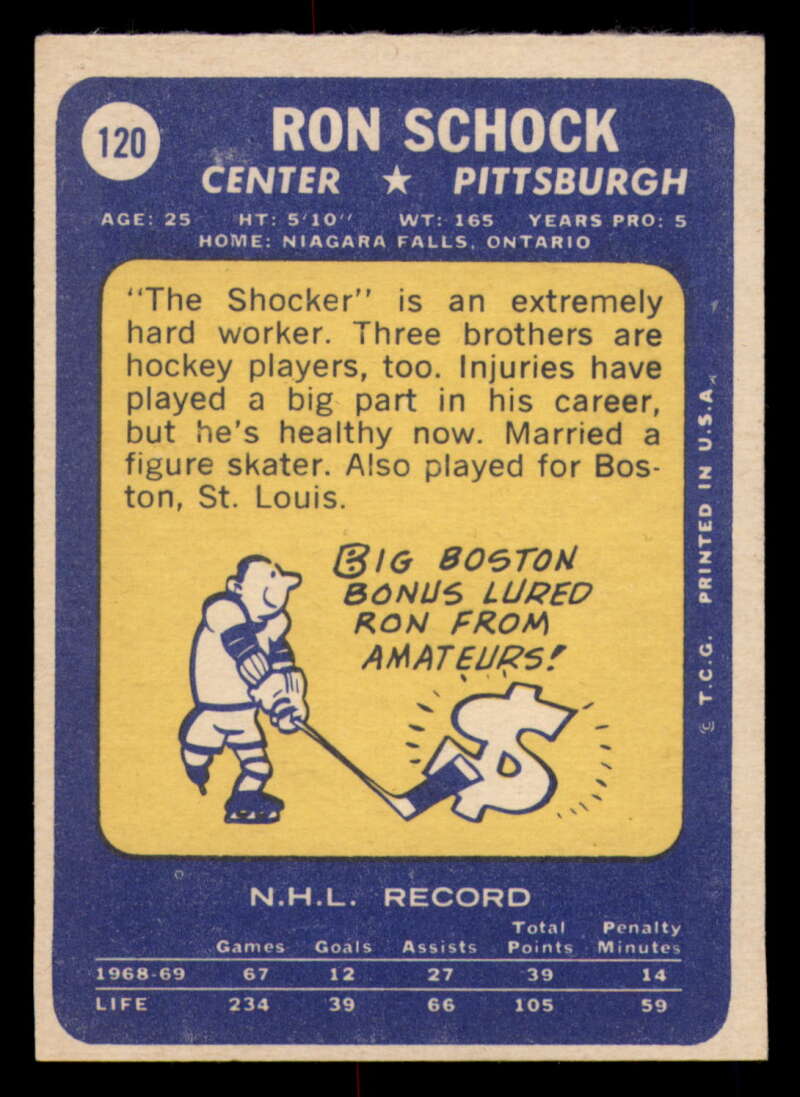 120
RON SCHOCK
CENTER ★ PITTSBURGH
AGE: 25 HT: 5'10'' WT: 165 YEARS PRO: 5
HOME: NIAGARA FALLS, ONTARIO
"The Shocker" is an extremely
hard worker. Three brothers are
hockey players, too. Injuries have
played a big part in his career,
but he's healthy now. Married a
figure skater. Also played for Bos-
ton, St. Louis.
BIG BOSTON
BONUS LURED
RON FROM
AMATEURS!
$
© T.C.G. PRINTED IN U.S.A.
N.H.L. RECORD
Games Goals Assists Total Points Penalty Minutes
1968-69 67 12 27 39 14
LIFE 234 39 66 105 59